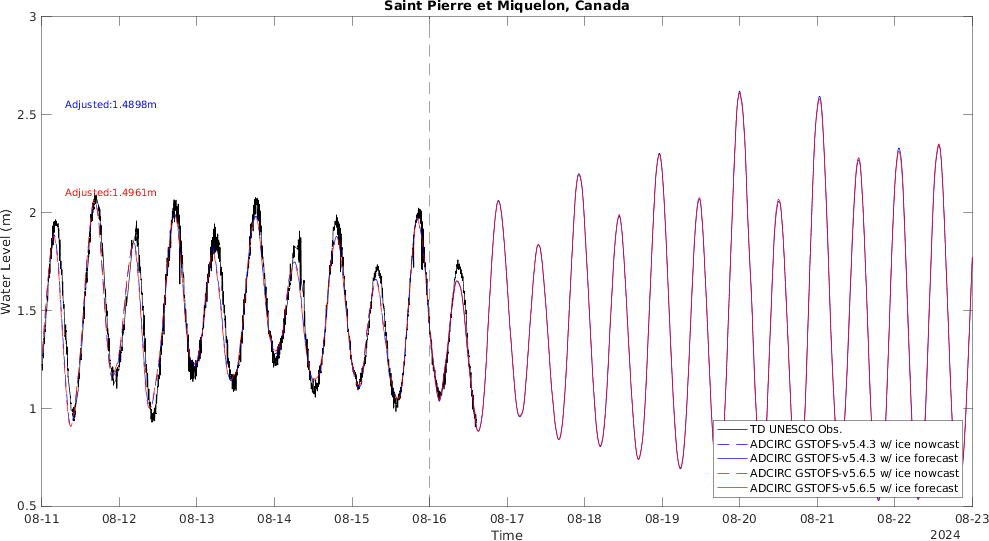 Saint Pierre et Miquelon, Canada
3
2.5
2
1.5
1
0.5
Water Level (m)
Adjusted:1.4898m
Adjusted:1.4961m
TD UNESCO Obs.
ADCIRC GSTOFS-v5.4.3 w/ ice nowcast
ADCIRC GSTOFS-v5.4.3 w/ ice forecast
ADCIRC GSTOFS-v5.6.5 w/ ice nowcast
ADCIRC GSTOFS-v5.6.5 w/ ice forecast
08-11 08-12 08-13 08-14 08-15 08-16 08-17 08-18 08-19 08-20 08-21 08-22 08-23
Time
2024